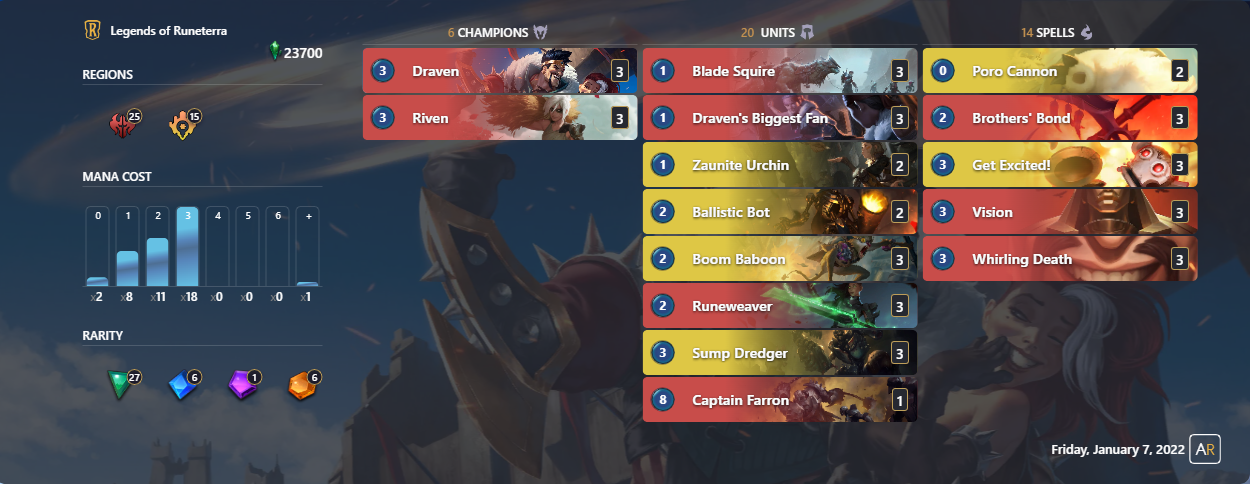 Legends of Runeterra
23700
REGIONS
25
15
MANA COST
0 1 2 3 4 5 6 +
x2 x8 x11 x18 x0 x0 x0 x1
RARITY
27 6 1 6
6 CHAMPIONS
3 Draven 3
3 Riven 3
20 UNITS
1 Blade Squire 3
1 Draven's Biggest Fan 3
1 Zaunite Urchin 2
2 Ballistic Bot 2
2 Boom Baboon 3
2 Runeweaver 3
3 Sump Dredger 3
8 Captain Farron 1
14 SPELLS
0 Poro Cannon 2
2 Brothers' Bond 3
3 Get Excited! 3
3 Vision 3
3 Whirling Death 3
Friday, January 7, 2022 AR